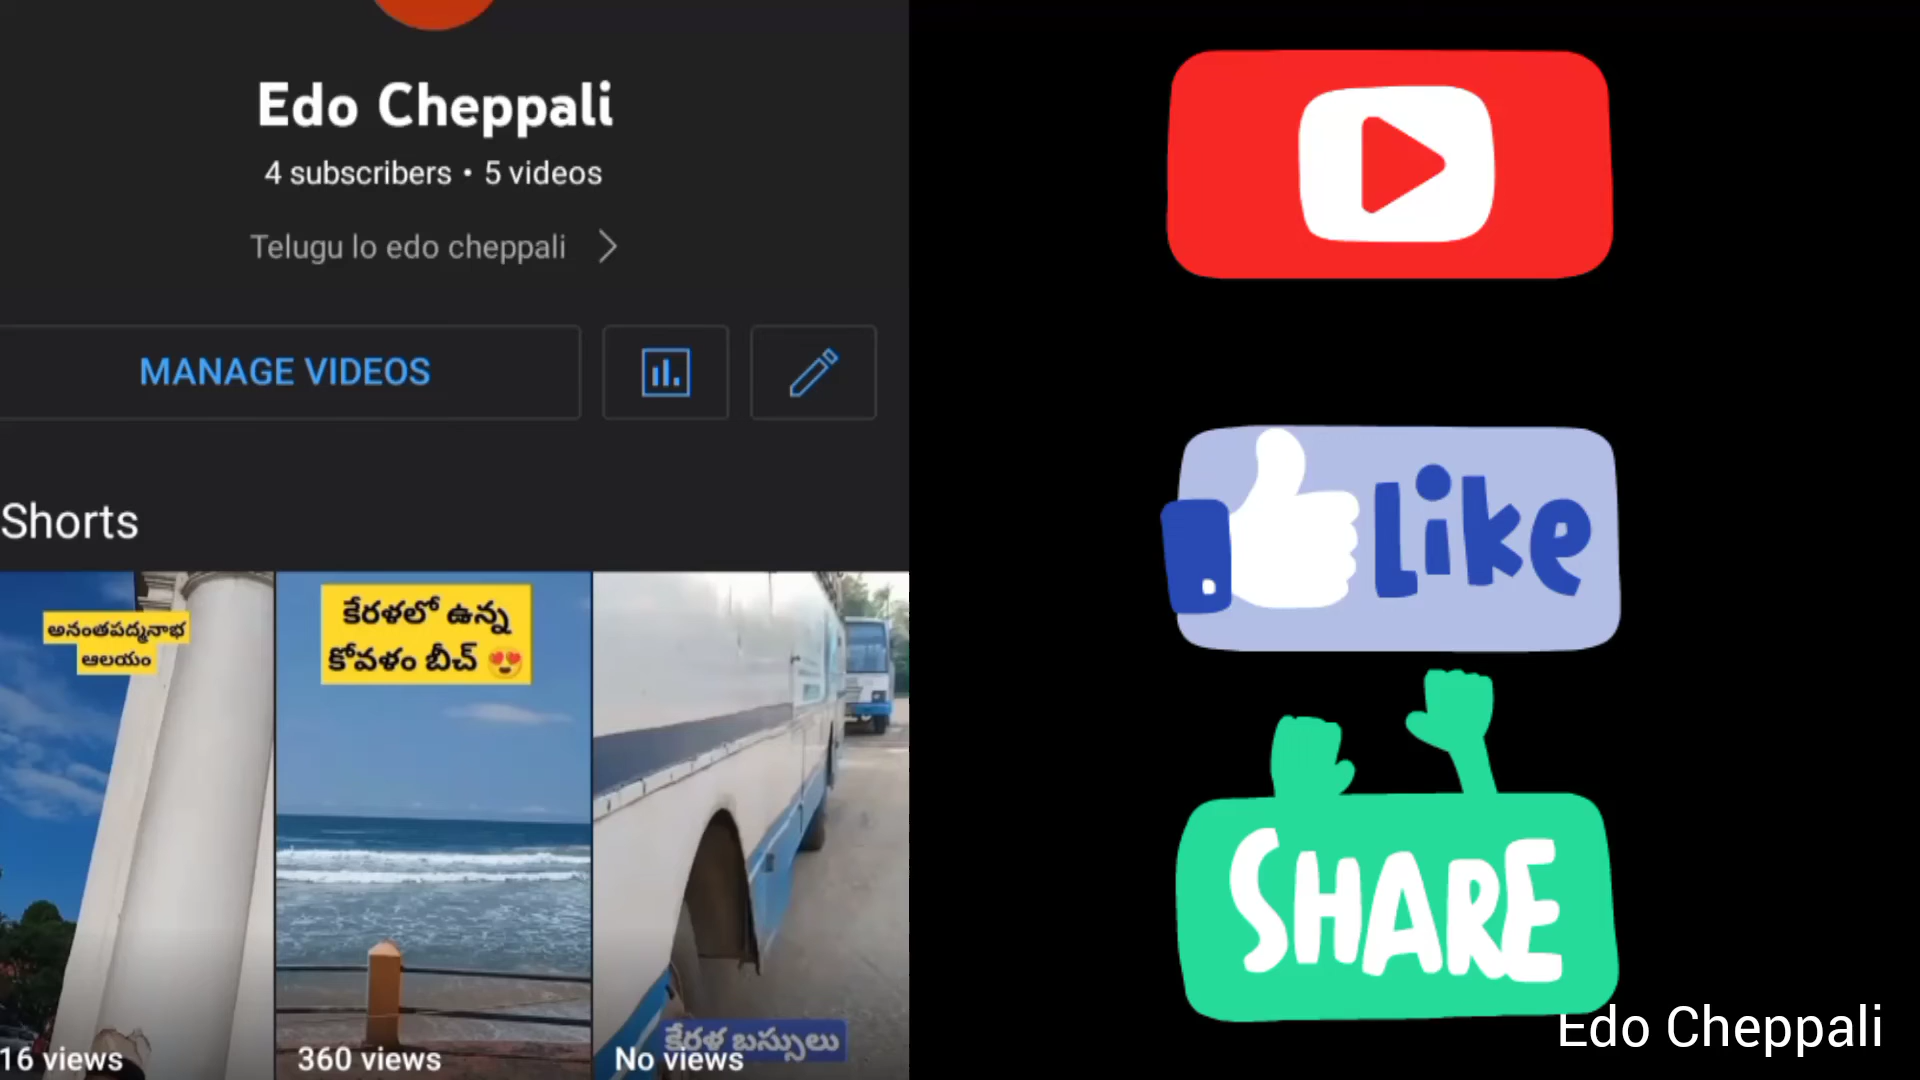 Edo Cheppali
4 subscribers • 5 videos
Telugu lo edo cheppali
MANAGE VIDEOS
Shorts
అనంతపద్మనాభ
ఆలయం
16 views
కేరళలో ఉన్న
కోవళం బీచ్ 😍
360 views
కేరళ బస్సులు
No views
Like
SHARE
Edo Cheppali